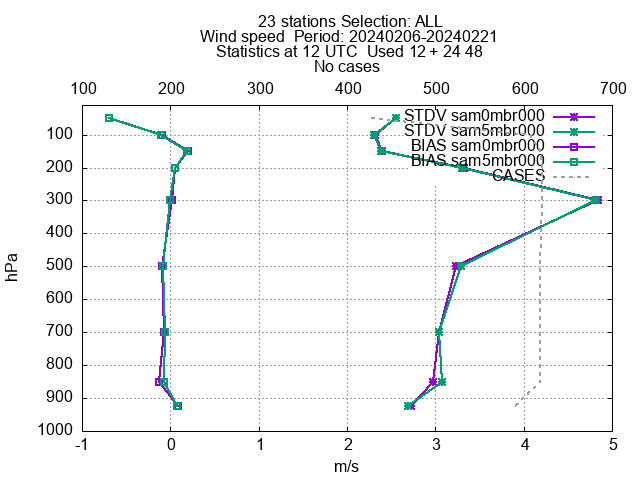 23 stations Selection: ALL
Wind speed  Period: 20240206-20240221
Statistics at 12 UTC  Used 12 + 24 48
No cases
100 200 300 400 500 600 700
STDV sam0mbr000
STDV sam5mbr000
BIAS sam0mbr000
BIAS sam5mbr000
CASES
100
200
300
400
500
600
700
800
900
1000
hPa
-1 0 1 2 3 4 5
m/s